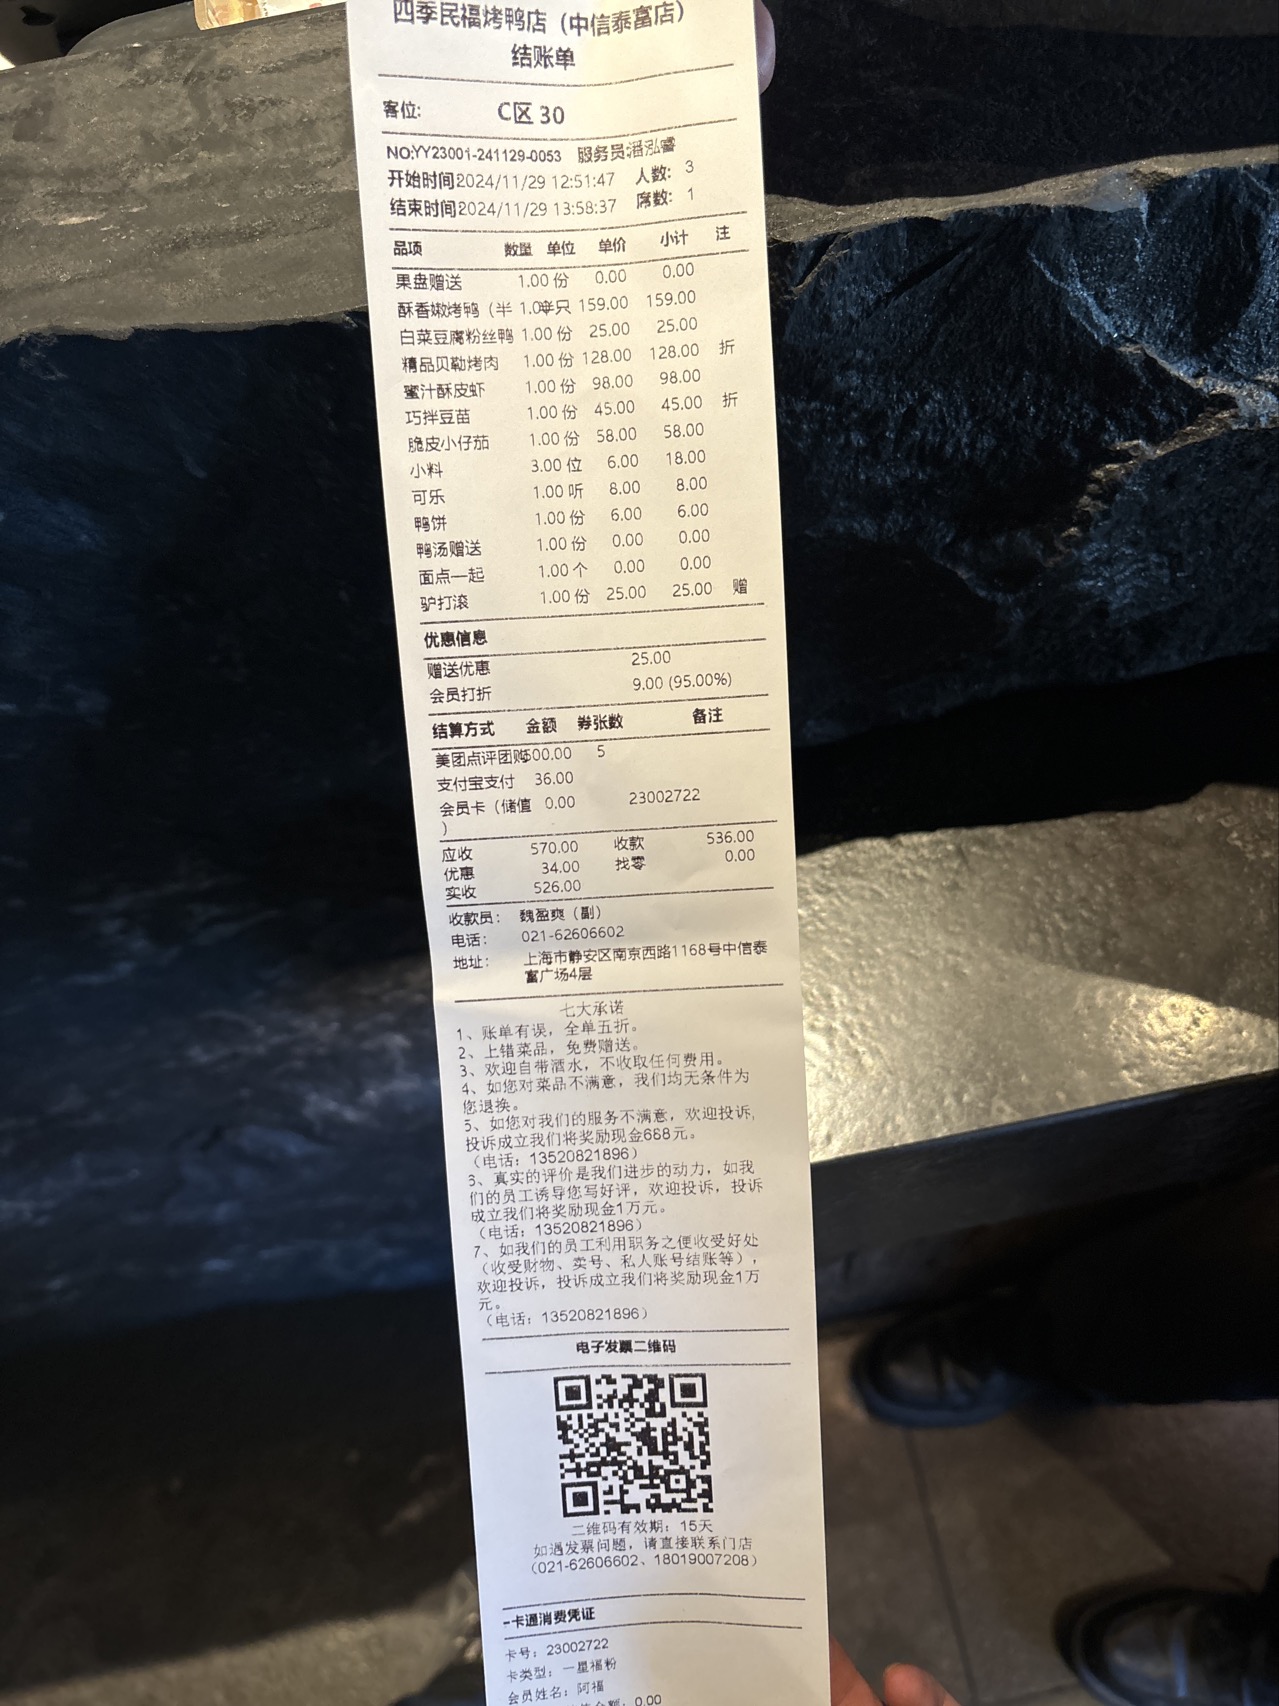 四季民福烤鸭店（中信泰富店）
结账单
客位: C区 30
NO:YY23001-241129-0053 服务员:潘泓睿
开始时间2024/11/29 12:51:47 人数: 3
结束时间2024/11/29 13:58:37 席数: 1
品项 数量 单位 单价 小计 注
果盘赠送 1.00 份 0.00 0.00
酥香嫩烤鸭（半 1.0 半只 159.00 159.00
白菜豆腐粉丝鸭 1.00 份 25.00 25.00
精品贝勒烤肉 1.00 份 128.00 128.00 折
蜜汁酥皮虾 1.00 份 98.00 98.00
巧拌豆苗 1.00 份 45.00 45.00 折
脆皮小仔茄 1.00 份 58.00 58.00
小料 3.00 位 6.00 18.00
可乐 1.00 听 8.00 8.00
鸭饼 1.00 份 6.00 6.00
鸭汤赠送 1.00 份 0.00 0.00
面点一起 1.00 个 0.00 0.00
驴打滚 1.00 份 25.00 25.00 赠
优惠信息
赠送优惠 25.00
会员打折 9.00 (95.00%)
结算方式 金额 券张数 备注
美团点评团购500.00 5
支付宝支付 36.00
会员卡（储值 0.00 23002722
）
应收 570.00 收款 536.00
优惠 34.00 找零 0.00
实收 526.00
收款员: 魏盈爽（副）
电话: 021-62606602
地址: 上海市静安区南京西路1168号中信泰
富广场4层
七大承诺
1、账单有误，全单五折。
2、上错菜品，免费赠送。
3、欢迎自带酒水，不收取任何费用。
4、如您对菜品不满意，我们均无条件为
您退换。
5、如您对我们的服务不满意，欢迎投诉，
投诉成立我们将奖励现金668元。
（电话：13520821896）
3、真实的评价是我们进步的动力，如我
们的员工诱导您写好评，欢迎投诉，投诉
成立我们将奖励现金1万元。
（电话：13520821896）
7、如我们的员工利用职务之便收受好处
（收受财物、卖号、私人账号结账等），
欢迎投诉，投诉成立我们将奖励现金1万
元。
（电话：13520821896）
电子发票二维码
二维码有效期：15天
如遇发票问题，请直接联系门店
（021-62606602、18019007208）
-卡通消费凭证
卡号：23002722
卡类型：一星福粉
会员姓名：阿福
金额：0.00